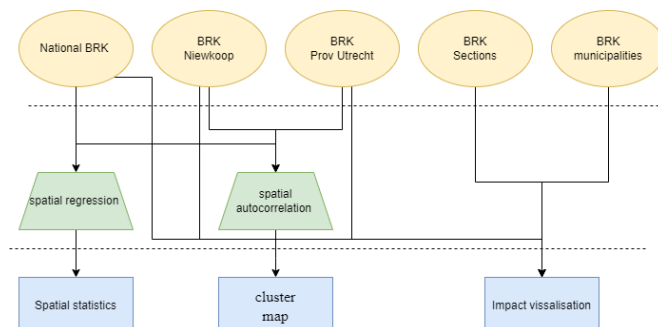 National BRK
BRK
Niewkoop
BRK
Prov Utrecht
BRK
Sections
BRK
municipalities
spatial regression
spatial
autocorrelation
Spatial statistics
cluster
map
Impact vissalisation